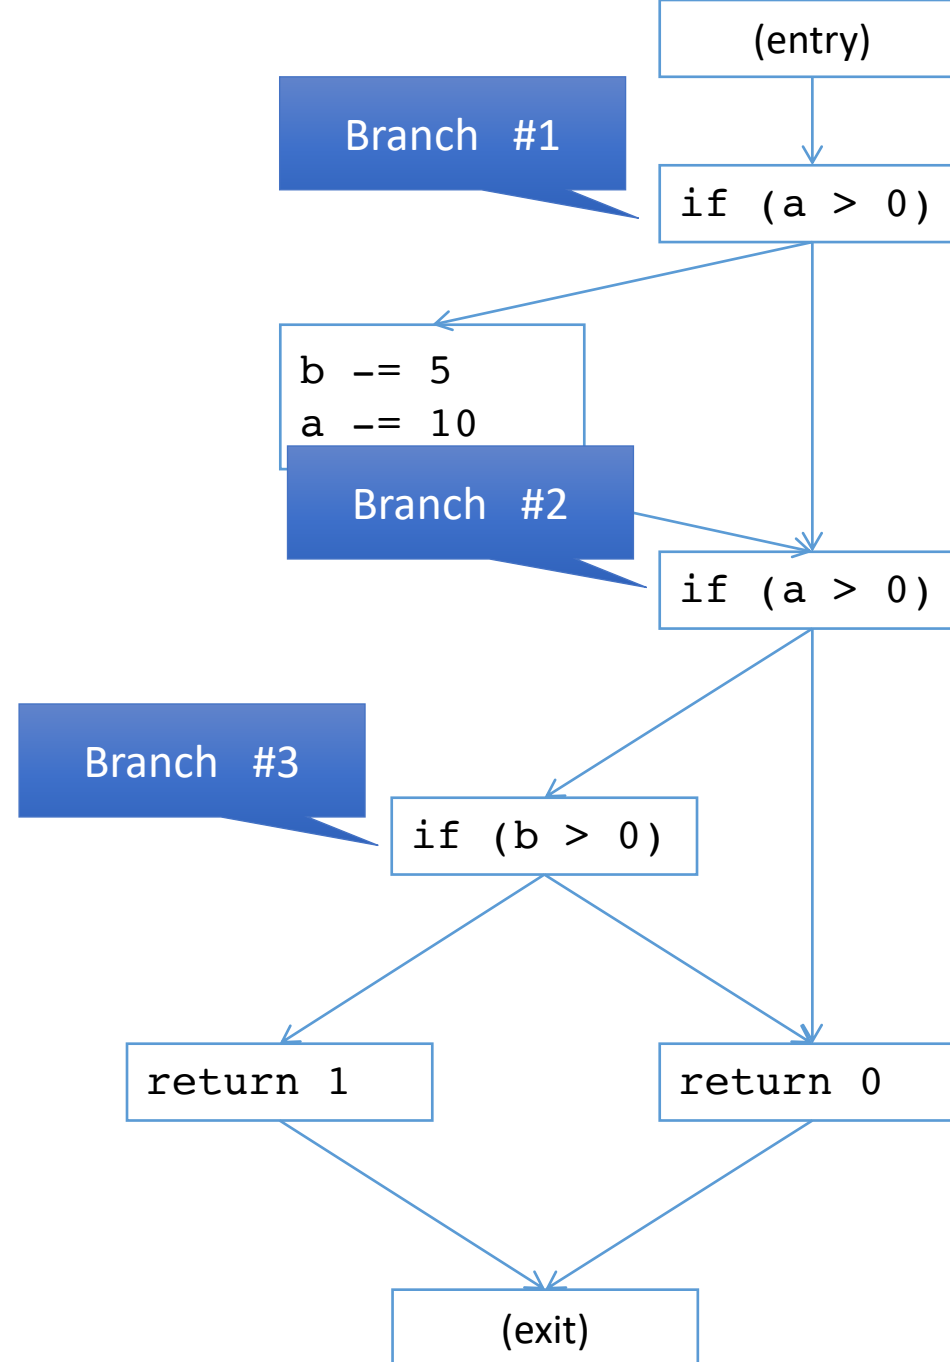 (entry)
Branch #1
if (a > 0)
b -= 5
a -= 10
Branch #2
if (a > 0)
Branch #3
if (b > 0)
return 1
return 0
(exit)